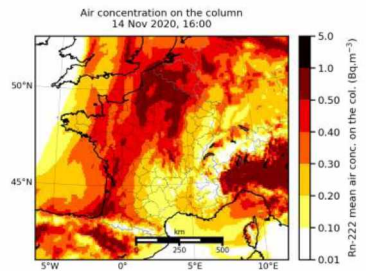 Air concentration on the column
14 Nov 2020, 16:00
50°N
45°N
5°W
0°
5°E
10°E
km
0
250
500
5.0
1.0
0.50
0.40
0.30
0.20
0.10
0.01
Rn-222 mean air conc. on the col. (Bq.m⁻³)